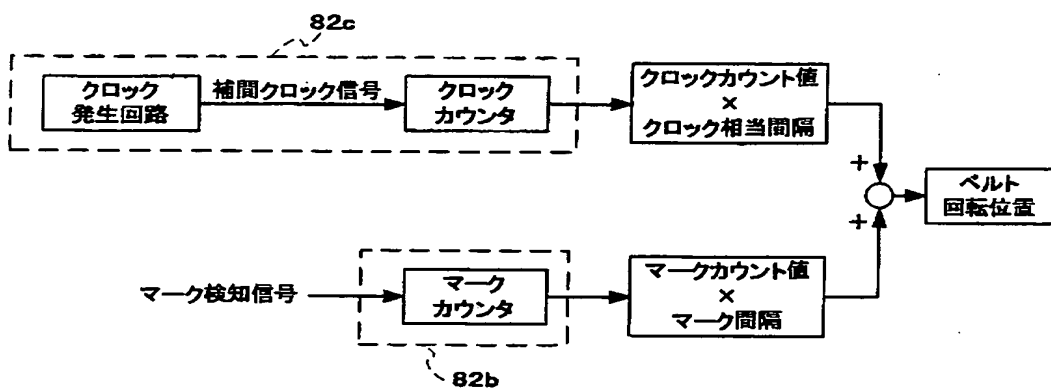 82c
クロック
発生回路
補間クロック信号
クロック
カウンタ
クロックカウント値
×
クロック相当間隔
+
+
ベルト
回転位置
マーク検知信号
マーク
カウンタ
マークカウント値
×
マーク間隔
82b